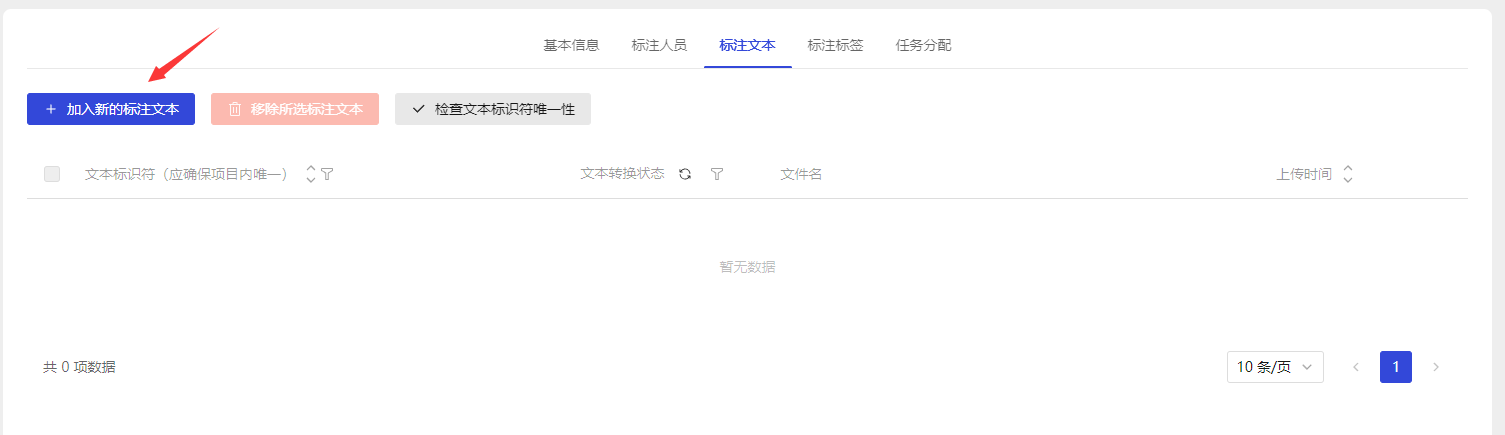 基本信息 标注人员 标注文本 标注标签 任务分配
加入新的标注文本 移除所选标注文本 检查文本标识符唯一性
文本标识符（应确保项目内唯一） 文本转换状态 文件名 上传时间
暂无数据
共 0 项数据 10 条/页 1